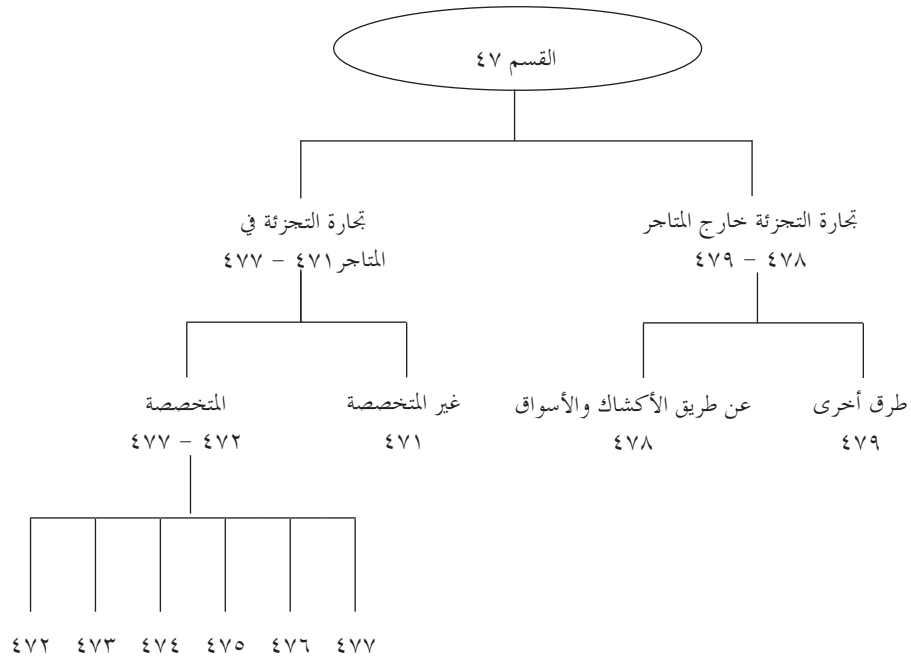 القسم ٤٧
تجارة التجزئة خارج المتاجر
٤٧٨ – ٤٧٩
تجارة التجزئة في
المتاجر ٤٧١ – ٤٧٧
طرق أخرى
٤٧٩
عن طريق الأكشاك والأسواق
٤٧٨
غير المتخصصة
٤٧١
المتخصصة
٤٧٢ – ٤٧٧
٤٧٧
٤٧٦
٤٧٥
٤٧٤
٤٧٣
٤٧٢